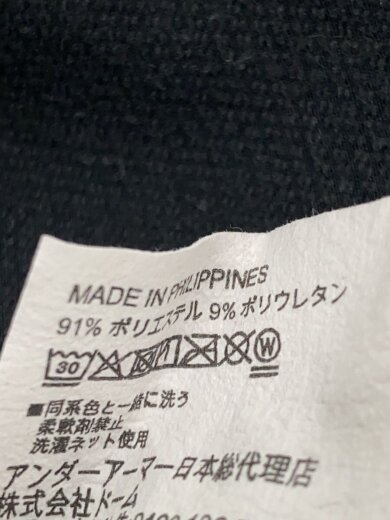 MADE IN PHILIPPINES
91% ポリエステル 9% ポリウレタン
30 W
■同系色と一緒に洗う
柔軟剤禁止
洗濯ネット使用
アンダーアーマー日本総代理店
株式会社ドーム